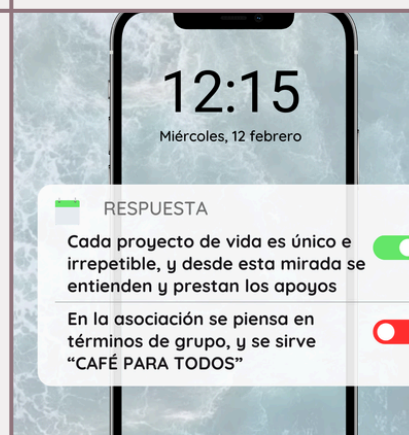 12:15
Miércoles, 12 febrero
RESPUESTA
Cada proyecto de vida es único e
irrepetible, y desde esta mirada se
entienden y prestan los apoyos
En la asociación se piensa en
términos de grupo, y se sirve
“CAFÉ PARA TODOS”